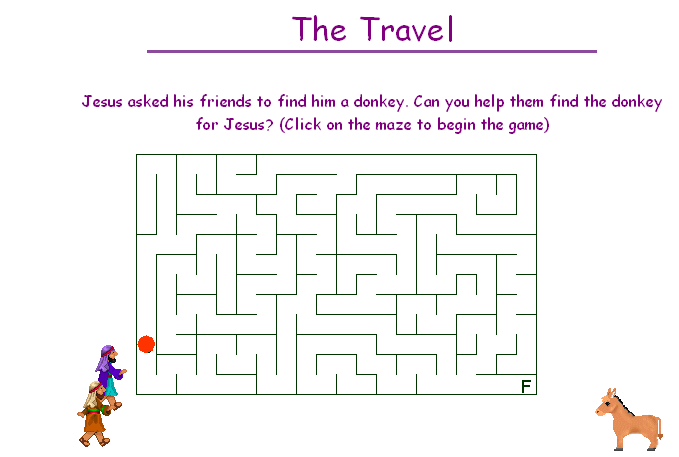 The Travel
Jesus asked his friends to find him a donkey. Can you help them find the donkey
for Jesus? (Click on the maze to begin the game)
F